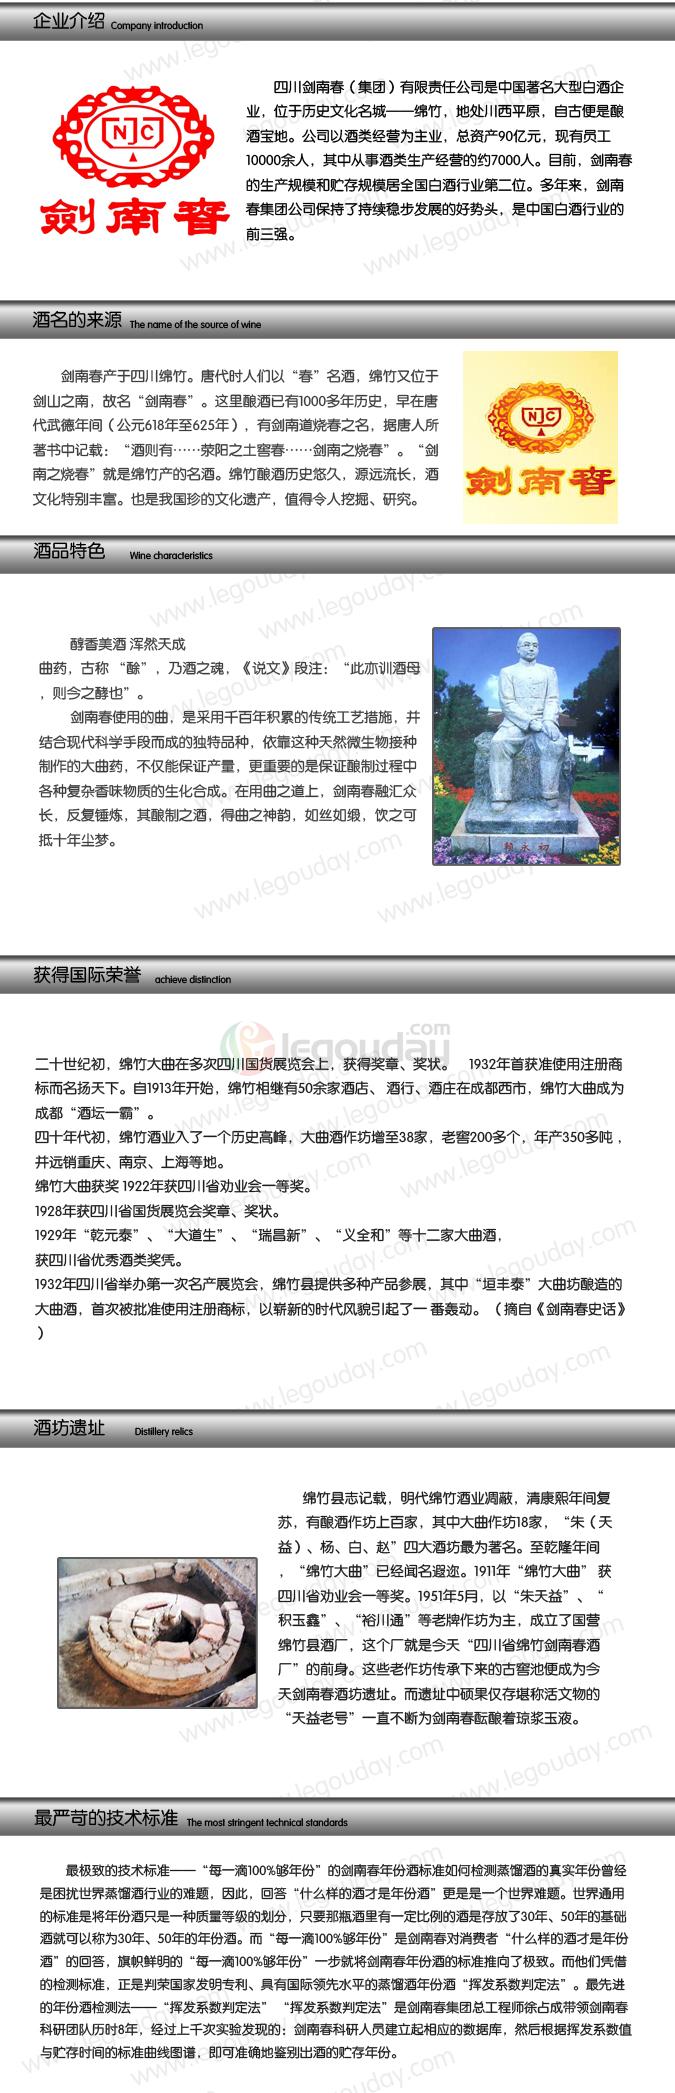 企业介绍 Company introduction
四川剑南春（集团）有限责任公司是中国著名大型白酒企
业，位于历史文化名城——绵竹，地处川西平原，自古便是酿
酒宝地。公司以酒类经营为主业，总资产90亿元，现有员工
10000余人，其中从事酒类生产经营的约7000人。目前，剑南春
的生产规模和贮存规模居全国白酒行业第二位。多年来，剑南
春集团公司保持了持续稳步发展的好势头，是中国白酒行业的
前三强。
NJC
劍南春
酒名的来源 The name of the source of wine
剑南春产于四川绵竹。唐代时人们以“春”名酒，绵竹又位于
剑山之南，故名“剑南春”。这里酿酒已有1000多年历史，早在唐
代武德年间（公元618年至625年），有剑南道烧春之名，据唐人所
著书中记载：“酒则有……荥阳之土窖春……剑南之烧春”。“剑
南之烧春”就是绵竹产的名酒。绵竹酿酒历史悠久，源远流长，酒
文化特别丰富。也是我国珍的文化遗产，值得令人挖掘、研究。
NJC
劍南春
酒品特色 Wine characteristics
醇香美酒 浑然天成
曲药，古称 “酴”，乃酒之魂，《说文》段注：“此亦训酒母
，则今之酵也”。
剑南春使用的曲，是采用千百年积累的传统工艺措施，并
结合现代科学手段而成的独特品种，依靠这种天然微生物接种
制作的大曲药，不仅能保证产量，更重要的是保证酿制过程中
各种复杂香味物质的生化合成。在用曲之道上，剑南春融汇众
长，反复锤炼，其酿制之酒，得曲之神韵，如丝如缎，饮之可
抵十年尘梦。
賴永初
获得国际荣誉 achieve distinction
legouday.com
二十世纪初，绵竹大曲在多次四川国货展览会上，获得奖章、奖状。 1932年首获准使用注册商
标而名扬天下。自1913年开始，绵竹相继有50余家酒店、酒行、酒庄在成都西市，绵竹大曲成为
成都“酒坛一霸”。
四十年代初，绵竹酒业入了一个历史高峰，大曲酒作坊增至38家，老窖200多个，年产350多吨，
并远销重庆、南京、上海等地。
绵竹大曲获奖 1922年获四川省劝业会一等奖。
1928年获四川省国货展览会奖章、奖状。
1929年“乾元泰”、“大道生”、“瑞昌新”、“义全和”等十二家大曲酒，
获四川省优秀酒类奖凭。
1932年四川省举办第一次名产展览会，绵竹县提供多种产品参展，其中“垣丰泰”大曲坊酿造的
大曲酒，首次被批准使用注册商标，以崭新的时代风貌引起了一番轰动。（摘自《剑南春史话》
）
酒坊遗址 Distillery relics
绵竹县志记载，明代绵竹酒业凋蔽，清康熙年间复
苏，有酿酒作坊上百家，其中大曲作坊18家，“朱（天
益）、杨、白、赵”四大酒坊最为著名。至乾隆年间
，“绵竹大曲”已经闻名遐迩。1911年“绵竹大曲” 获
四川省劝业会一等奖。1951年5月，以“朱天益”、“
积玉鑫”、“裕川通”等老牌作坊为主，成立了国营
绵竹县酒厂，这个厂就是今天“四川省绵竹剑南春酒
厂”的前身。这些老作坊传承下来的古窖池便成为今
天剑南春酒坊遗址。而遗址中硕果仅存堪称活文物的
“天益老号”一直不断为剑南春酝酿着琼浆玉液。
最严苛的技术标准 The most stringent technical standards
最极致的技术标准——“每一滴100%够年份”的剑南春年份酒标准如何检测蒸馏酒的真实年份曾经
是困扰世界蒸馏酒行业的难题，因此，回答“什么样的酒才是年份酒”更是是一个世界难题。世界通用
的标准是将年份酒只是一种质量等级的划分，只要那瓶酒里有一定比例的酒是存放了30年、50年的基础
酒就可以称为30年、50年的年份酒。而“每一滴100%够年份”是剑南春对消费者“什么样的酒才是年份
酒”的回答，旗帜鲜明的“每一滴100%够年份”一步就将剑南春年份酒的标准推向了极致。而他们凭借
的检测标准，正是判荣国家发明专利、具有国际领先水平的蒸馏酒年份酒“挥发系数判定法”。最先进
的年份酒检测法——“挥发系数判定法” “挥发系数判定法”是剑南春集团总工程师徐占成带领剑南春
科研团队历时8年，经过上千次实验发现的：剑南春科研人员建立起相应的数据库，然后根据挥发系数值
与贮存时间的标准曲线图谱，即可准确地鉴别出酒的贮存年份。